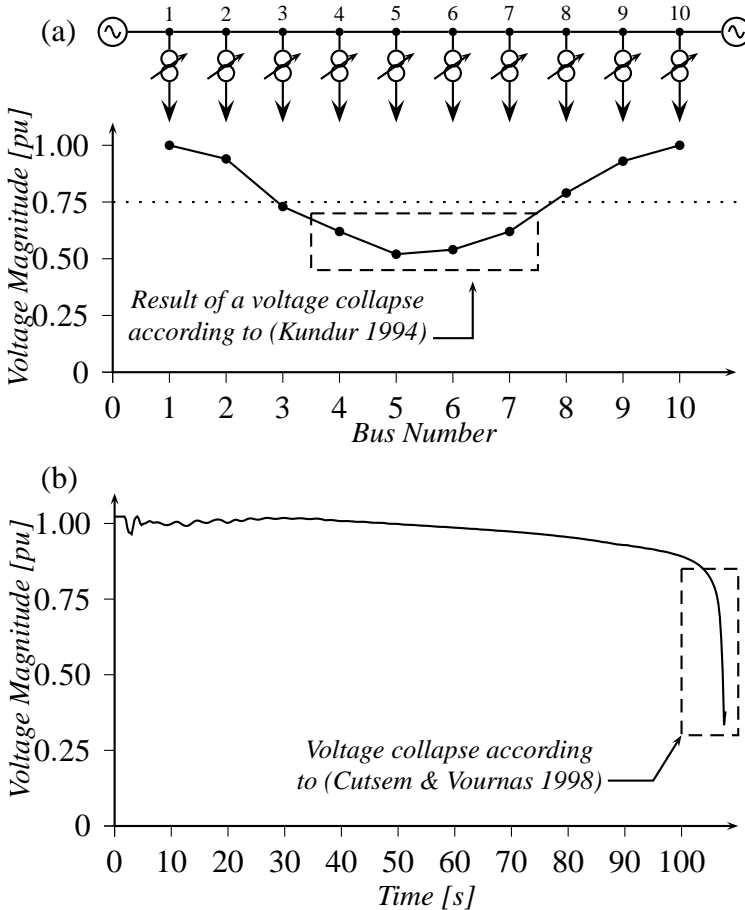 1 2 3 4 5 6 7 8 9 10
(a)
Voltage Magnitude [pu]
1.00
0.75
0.50
0.25
0
Result of a voltage collapse
according to (Kundur 1994)
0 1 2 3 4 5 6 7 8 9 10
Bus Number
(b)
Voltage Magnitude [pu]
1.00
0.75
0.50
0.25
0
Voltage collapse according
to (Cutsem & Vournas 1998)
0 10 20 30 40 50 60 70 80 90 100
Time [s]